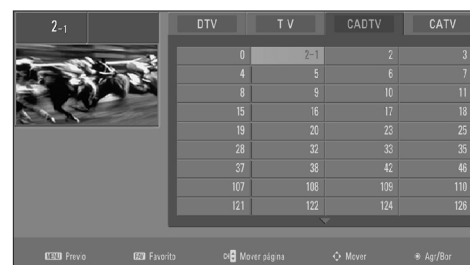 2-1 DTV T V CADTV CATV
0 2-1 2 3
4 5 6 7
8 9 10 11
15 16 17 18
19 20 23 25
28 32 33 35
37 38 42 46
107 108 109 110
121 122 124 126
MENU Previo FAV Favorito CH Mover página Mover Agr/Bor